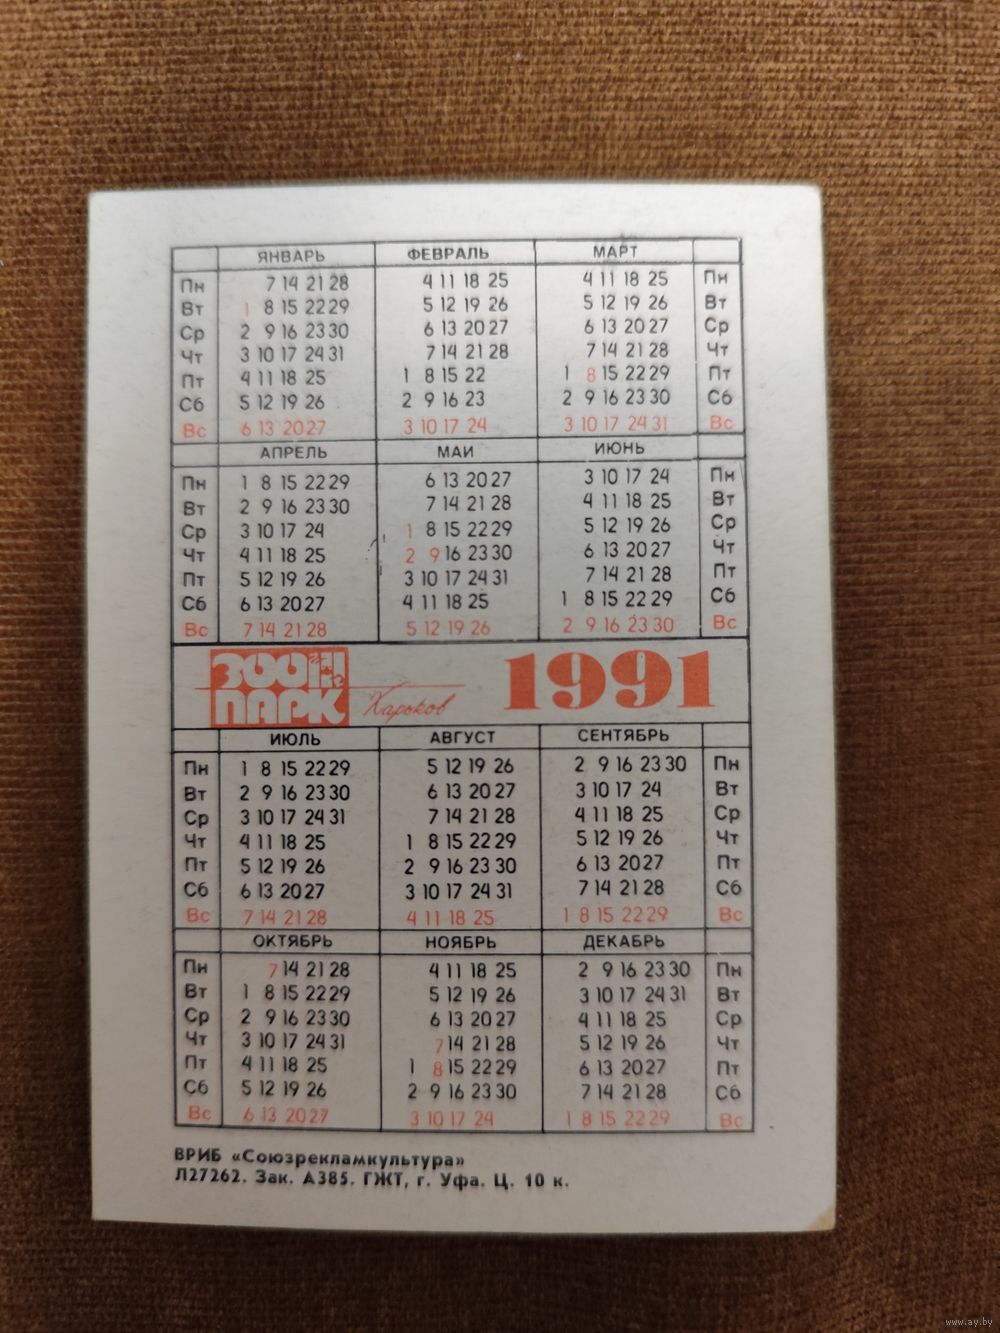 ЯНВАРЬ ФЕВРАЛЬ МАРТ
Пн 7 14 21 28 4 11 18 25 4 11 18 25 Пн
Вт 1 8 15 22 29 5 12 19 26 5 12 19 26 Вт
Ср 2 9 16 23 30 6 13 20 27 6 13 20 27 Ср
Чт 3 10 17 24 31 7 14 21 28 7 14 21 28 Чт
Пт 4 11 18 25 1 8 15 22 1 8 15 22 29 Пт
Сб 5 12 19 26 2 9 16 23 2 9 16 23 30 Сб
Вс 6 13 20 27 3 10 17 24 3 10 17 24 31 Вс
АПРЕЛЬ МАИ ИЮНЬ
Пн 1 8 15 22 29 6 13 20 27 3 10 17 24 Пн
Вт 2 9 16 23 30 7 14 21 28 4 11 18 25 Вт
Ср 3 10 17 24 1 8 15 22 29 5 12 19 26 Ср
Чт 4 11 18 25 2 9 16 23 30 6 13 20 27 Чт
Пт 5 12 19 26 3 10 17 24 31 7 14 21 28 Пт
Сб 6 13 20 27 4 11 18 25 1 8 15 22 29 Сб
Вс 7 14 21 28 5 12 19 26 2 9 16 23 30 Вс
ЗОО
ПАРК Харьков 1991
ИЮЛЬ АВГУСТ СЕНТЯБРЬ
Пн 1 8 15 22 29 5 12 19 26 2 9 16 23 30 Пн
Вт 2 9 16 23 30 6 13 20 27 3 10 17 24 Вт
Ср 3 10 17 24 31 7 14 21 28 4 11 18 25 Ср
Чт 4 11 18 25 1 8 15 22 29 5 12 19 26 Чт
Пт 5 12 19 26 2 9 16 23 30 6 13 20 27 Пт
Сб 6 13 20 27 3 10 17 24 31 7 14 21 28 Сб
Вс 7 14 21 28 4 11 18 25 1 8 15 22 29 Вс
ОКТЯБРЬ НОЯБРЬ ДЕКАБРЬ
Пн 7 14 21 28 4 11 18 25 2 9 16 23 30 Пн
Вт 1 8 15 22 29 5 12 19 26 3 10 17 24 31 Вт
Ср 2 9 16 23 30 6 13 20 27 4 11 18 25 Ср
Чт 3 10 17 24 31 7 14 21 28 5 12 19 26 Чт
Пт 4 11 18 25 1 8 15 22 29 6 13 20 27 Пт
Сб 5 12 19 26 2 9 16 23 30 7 14 21 28 Сб
Вс 6 13 20 27 3 10 17 24 1 8 15 22 29 Вс
ВРИБ «Союзрекламкультура»
Л27262. Зак. А385. ГЖТ, г. Уфа. Ц. 10 к.
www.ay.by